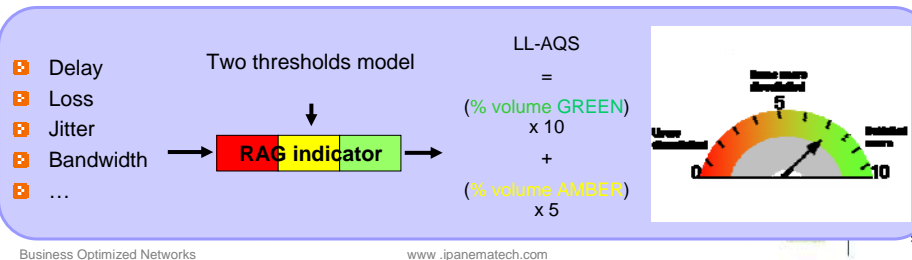 Delay
Loss
Jitter
Bandwidth
…
Two thresholds model
RAG indicator
LL-AQS
=
(% volume GREEN)
x 10
+
(% volume AMBER)
x 5
5
0
10
Business Optimized Networks
www .ipanematech.com